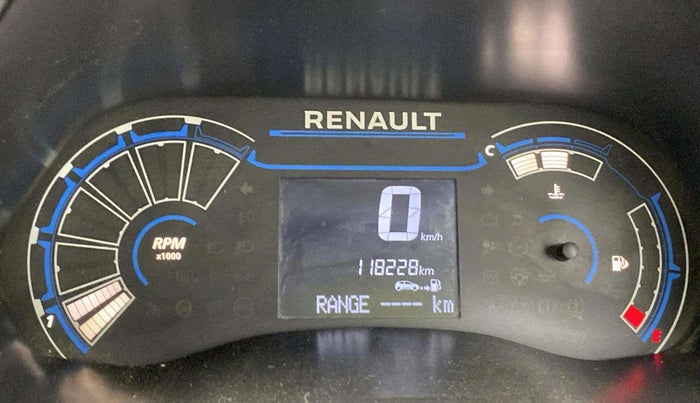 RENAULT
C
0 km/h
RPM
x1000
118228km
RANGE ---- km
1